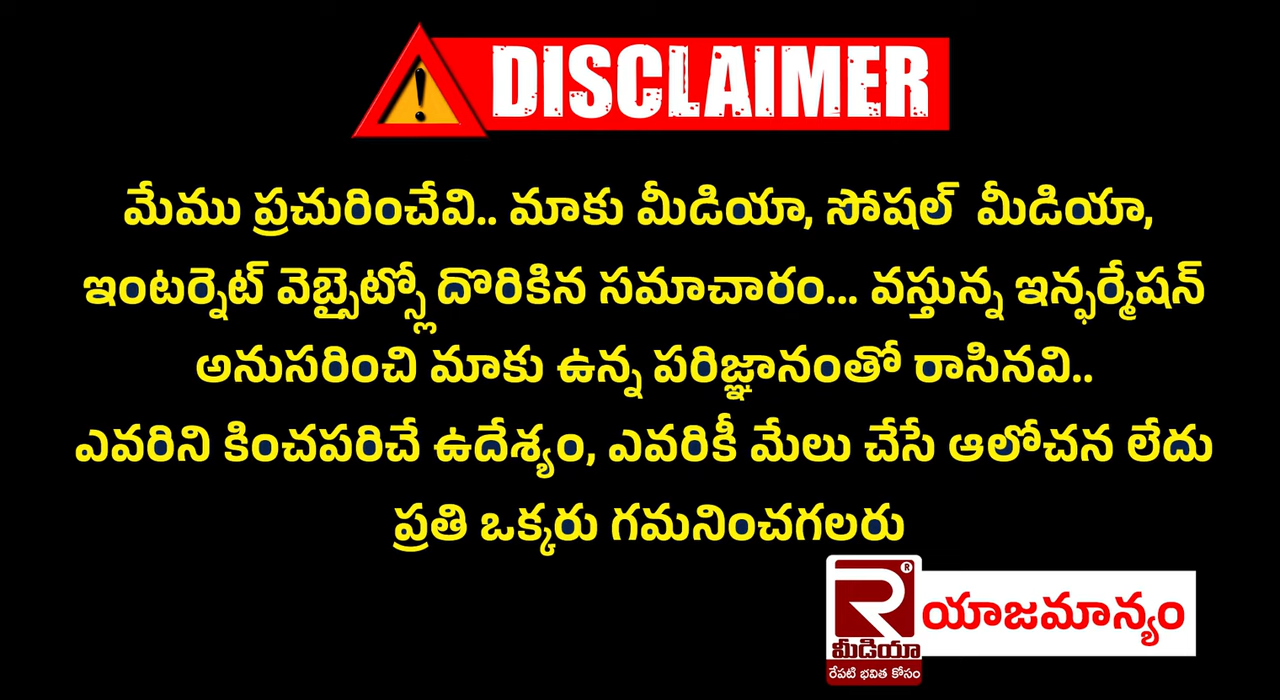 DISCLAIMER
మేము ప్రచురించేవి.. మాకు మీడియా, సోషల్ మీడియా,
ఇంటర్నెట్ వెబ్సైట్స్లో దొరికిన సమాచారం... వస్తున్న ఇన్ఫర్మేషన్
అనుసరించి మాకు ఉన్న పరిజ్ఞానంతో రాసినవి..
ఎవరిని కించపరిచే ఉదేశ్యం, ఎవరికీ మేలు చేసే ఆలోచన లేదు
ప్రతి ఒక్కరు గమనించగలరు
R ®
మీడియా
రేపటి భవిత కోసం
యాజమాన్యం